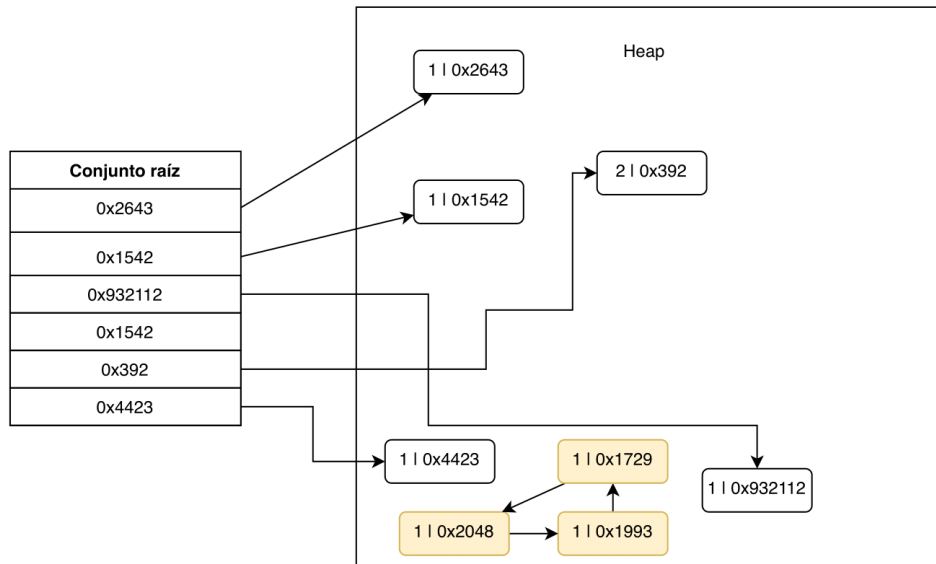 Conjunto raíz
0x2643
0x1542
0x932112
0x1542
0x392
0x4423
Heap
1 | 0x2643
2 | 0x392
1 | 0x1542
1 | 0x4423
1 | 0x1729
1 | 0x932112
1 | 0x2048
1 | 0x1993